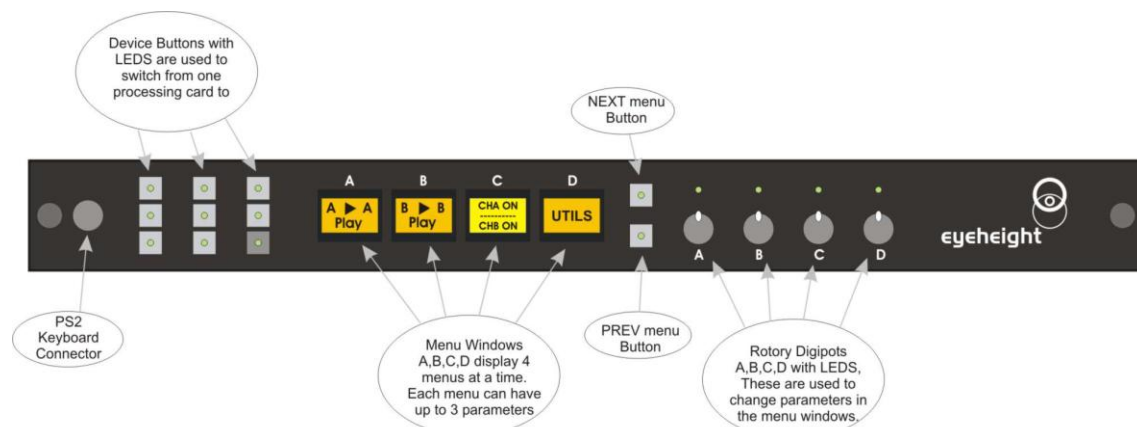 Device Buttons with
LEDS are used to
switch from one
processing card to
NEXT menu
Button
A
B
C
D
A ▶ A
Play
B ▶ B
Play
CHA ON
----------
CHB ON
UTILS
A
B
C
D
eyeheight
PS2
Keyboard
Connector
Menu Windows
A,B,C,D display 4
menus at a time.
Each menu can have
up to 3 parameters
PREV menu
Button
Rotory Digipots
A,B,C,D with LEDS,
These are used to
change parameters in
the menu windows.